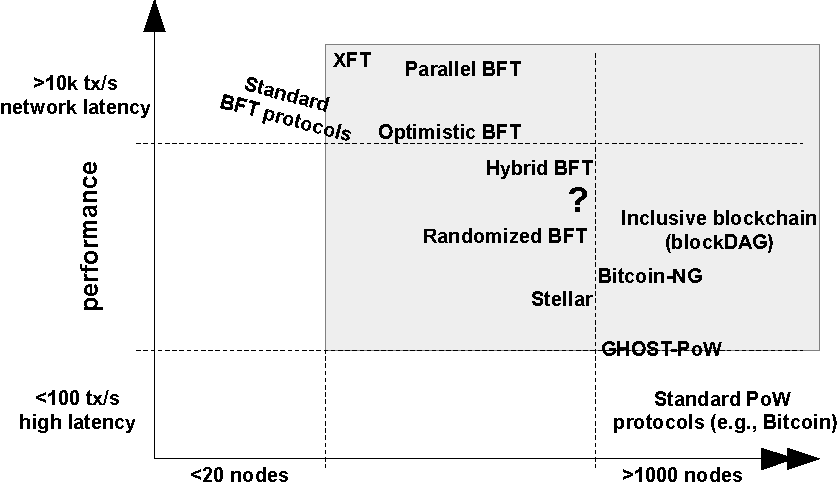 XFT
Parallel BFT
>10k tx/s
network latency
Standard
BFT protocols
Optimistic BFT
Hybrid BFT
?
performance
Inclusive blockchain
(blockDAG)
Randomized BFT
Bitcoin-NG
Stellar
GHOST-PoW
<100 tx/s
high latency
Standard PoW
protocols (e.g., Bitcoin)
<20 nodes
>1000 nodes